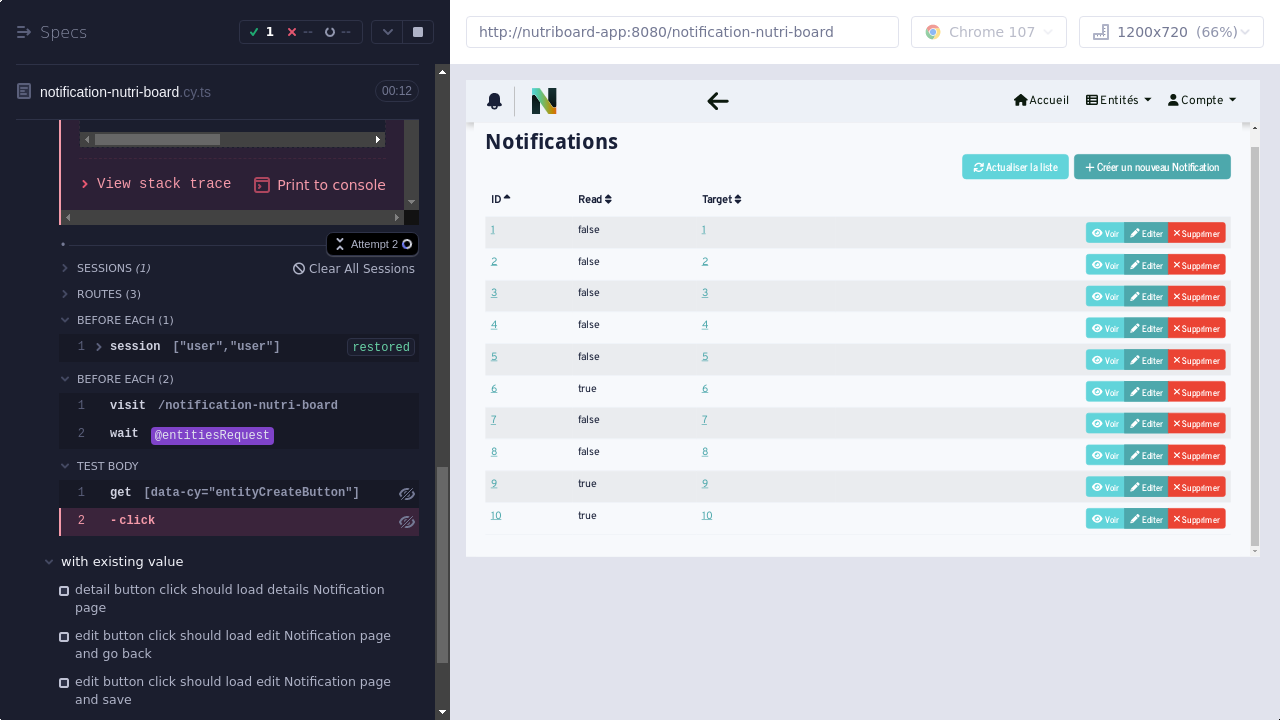 Specs
1
--
--
notification-nutri-board.cy.ts
00:12
View stack trace
Print to console
Attempt 2
SESSIONS (1)
Clear All Sessions
ROUTES (3)
BEFORE EACH (1)
1 session ["user","user"] restored
BEFORE EACH (2)
1 visit /notification-nutri-board
2 wait @entitiesRequest
TEST BODY
1 get [data-cy="entityCreateButton"]
2 -click
with existing value
detail button click should load details Notification
page
edit button click should load edit Notification page
and go back
edit button click should load edit Notification page
and save
http://nutriboard-app:8080/notification-nutri-board
Chrome 107
1200x720 (66%)
N
Accueil
Entités
Compte
Notifications
Actualiser la liste
Créer un nouveau Notification
ID Read Target
1 false 1 Voir Editer Supprimer
2 false 2 Voir Editer Supprimer
3 false 3 Voir Editer Supprimer
4 false 4 Voir Editer Supprimer
5 false 5 Voir Editer Supprimer
6 true 6 Voir Editer Supprimer
7 false 7 Voir Editer Supprimer
8 false 8 Voir Editer Supprimer
9 true 9 Voir Editer Supprimer
10 true 10 Voir Editer Supprimer